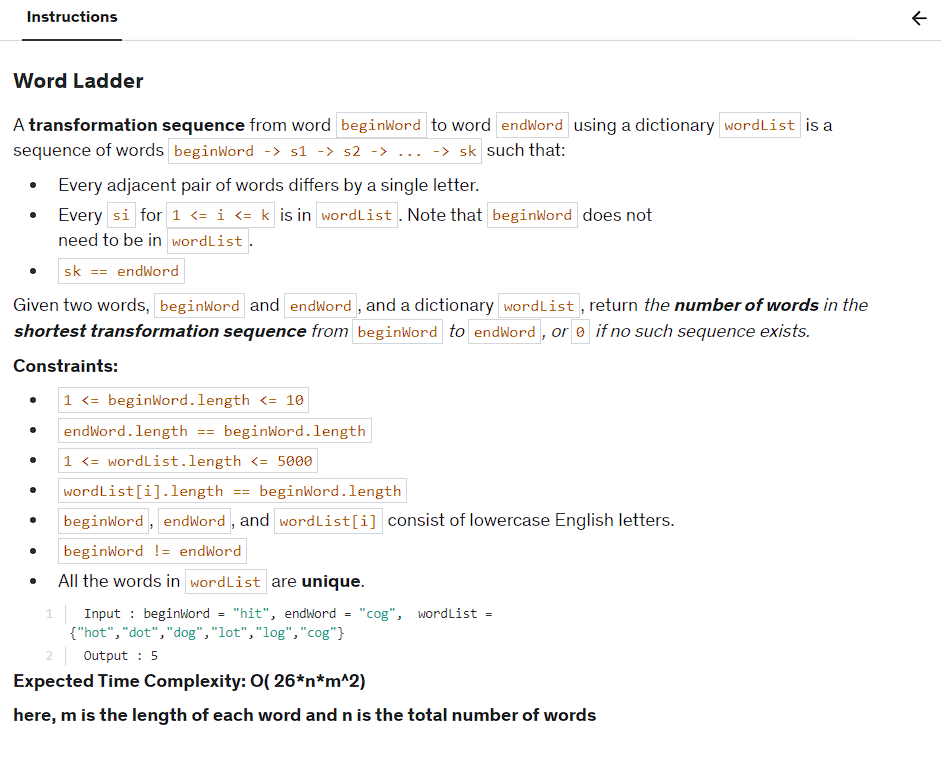 Instructions
Word Ladder
A transformation sequence from word beginWord to word endWord using a dictionary wordList is a
sequence of words beginWord -> s1 -> s2 -> ... -> sk such that:
• Every adjacent pair of words differs by a single letter.
• Every si for 1 <= i <= k is in wordList. Note that beginWord does not
need to be in wordList.
• sk == endWord
Given two words, beginWord and endWord, and a dictionary wordList, return the number of words in the
shortest transformation sequence from beginWord to endWord, or 0 if no such sequence exists.
Constraints:
• 1 <= beginWord.length <= 10
• endWord.length == beginWord.length
• 1 <= wordList.length <= 5000
• wordList[i].length == beginWord.length
• beginWord, endWord, and wordList[i] consist of lowercase English letters.
• beginWord != endWord
• All the words in wordList are unique.
1 Input : beginWord = "hit", endWord = "cog", wordList =
{"hot","dot","dog","lot","log","cog"}
2 Output : 5
Expected Time Complexity: O( 26*n*m^2)
here, m is the length of each word and n is the total number of words